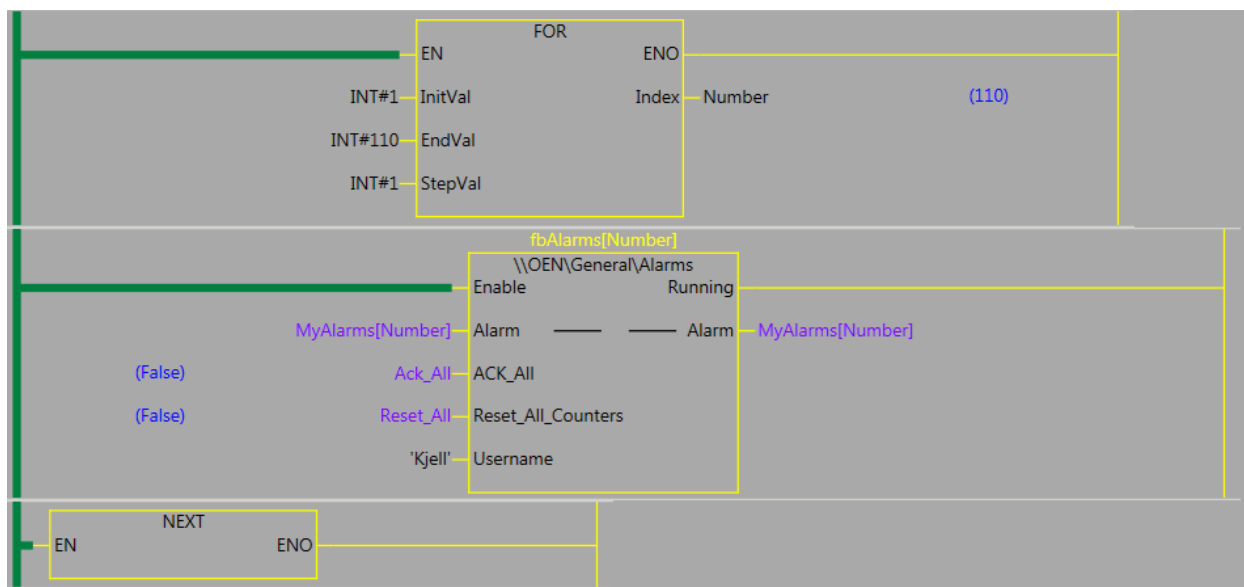 FOR
EN ENO
INT#1 InitVal Index Number (110)
INT#110 EndVal
INT#1 StepVal
fbAlarms[Number]
\\OEN\General\Alarms
Enable Running
MyAlarms[Number] Alarm Alarm MyAlarms[Number]
(False) Ack_All ACK_All
(False) Reset_All Reset_All_Counters
'Kjell' Username
NEXT
EN ENO